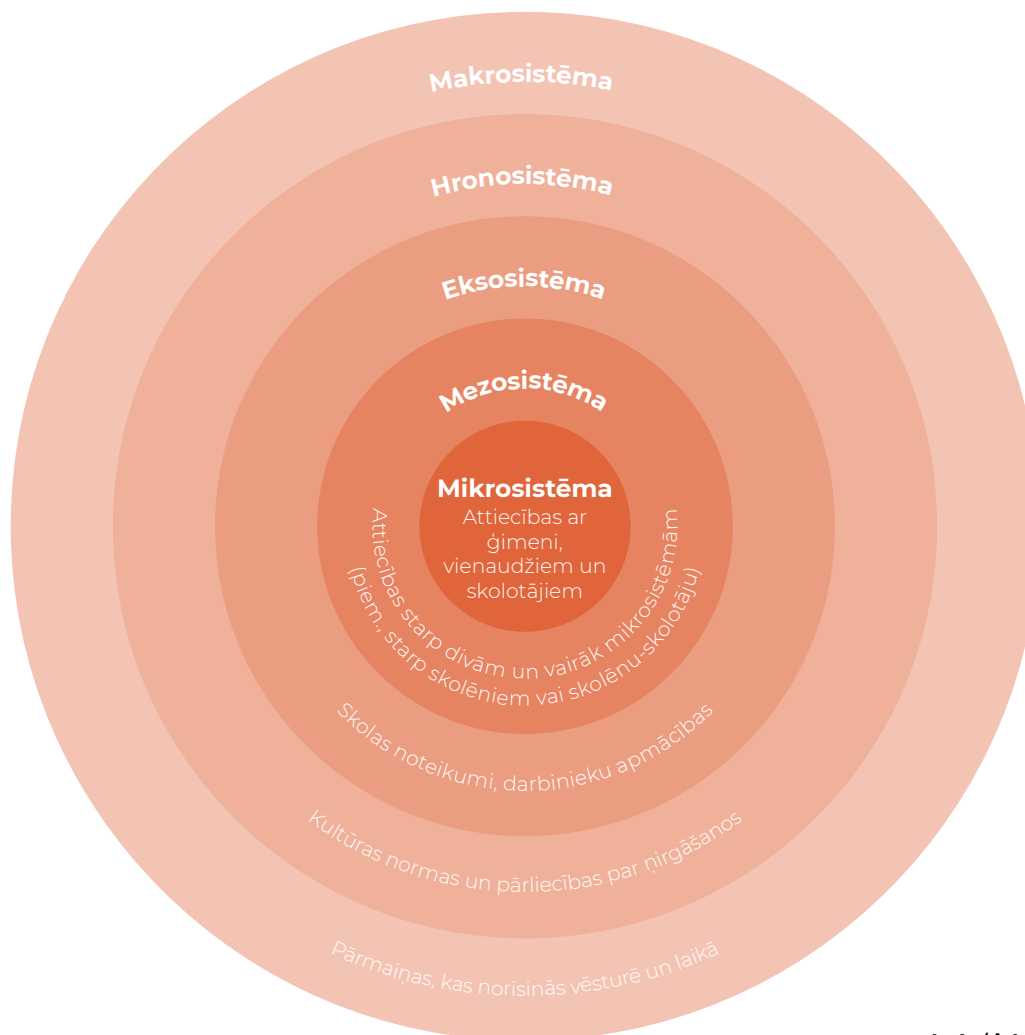 Makrosistēma
Hronosistēma
Eksosistēma
Mezosistēma
Mikrosistēma
Attiecības ar
ģimeni,
vienaudžiem un
skolotājiem
Attiecības starp divām un vairāk mikrosistēmām
(piem., starp skolēniem vai skolēnu-skolotāju)
Skolas noteikumi, darbinieku apmācības
Kultūras normas un pārliecības par ņirgāšanos
Pārmaiņas, kas norisinās vēsturē un laikā